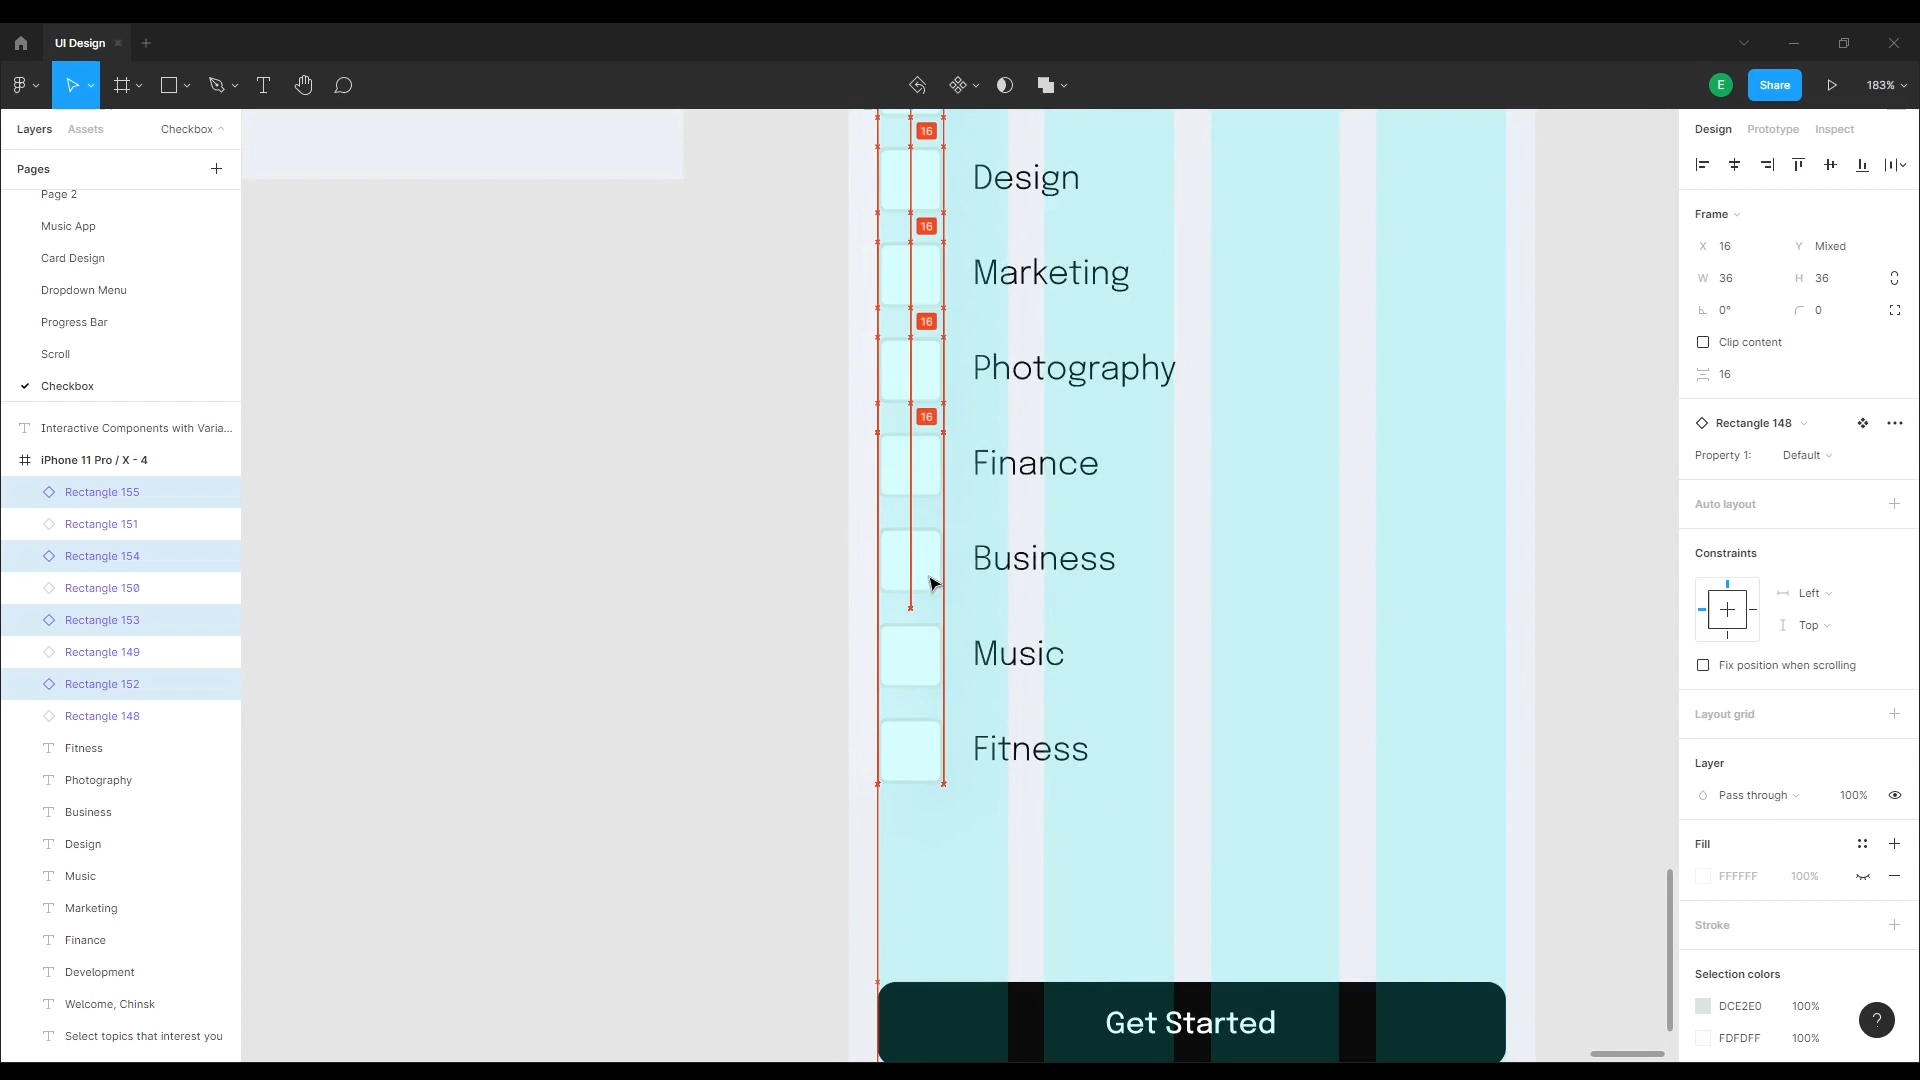 UI Design
E
Share
183%
Layers
Assets
Checkbox
Pages
Page 2
Music App
Card Design
Dropdown Menu
Progress Bar
Scroll
Checkbox
Interactive Components with Varia...
iPhone 11 Pro / X - 4
Rectangle 155
Rectangle 151
Rectangle 154
Rectangle 150
Rectangle 153
Rectangle 149
Rectangle 152
Rectangle 148
Fitness
Photography
Business
Design
Music
Marketing
Finance
Development
Welcome, Chinsk
Select topics that interest you
16
Design
16
Marketing
16
Photography
16
Finance
Business
Music
Fitness
Get Started
Design
Prototype
Inspect
Frame
X 16
Y Mixed
W 36
H 36
0°
0
Clip content
16
Rectangle 148
Property 1:
Default
Auto layout
Constraints
Left
Top
Fix position when scrolling
Layout grid
Layer
Pass through
100%
Fill
FFFFFF
100%
Stroke
Selection colors
DCE2E0
100%
FDFDFF
100%
?